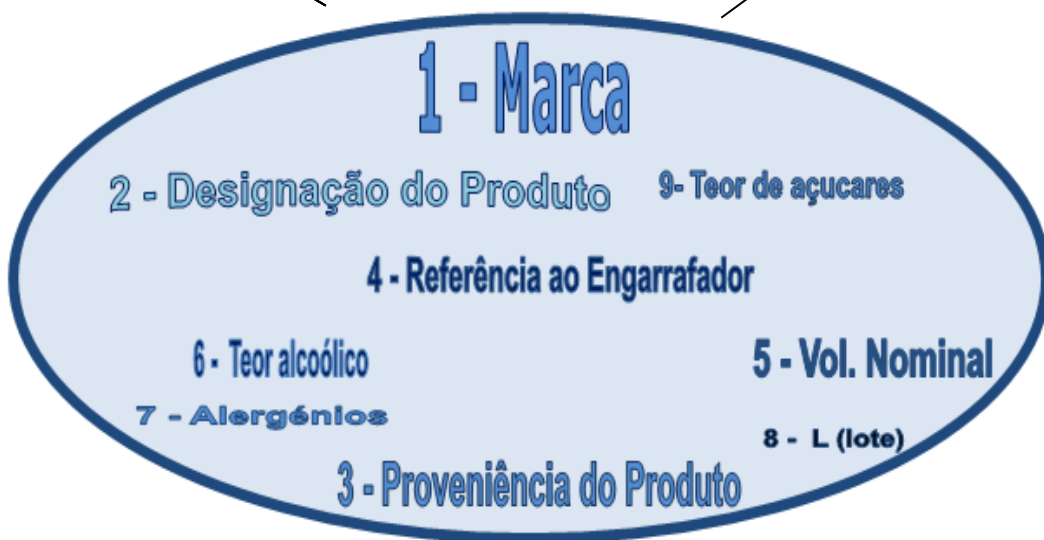 1 - Marca
2 - Designação do Produto
9- Teor de açucares
4 - Referência ao Engarrafador
6 - Teor alcoólico
5 - Vol. Nominal
7 - Alergénios
8 - L (lote)
3 - Proveniência do Produto